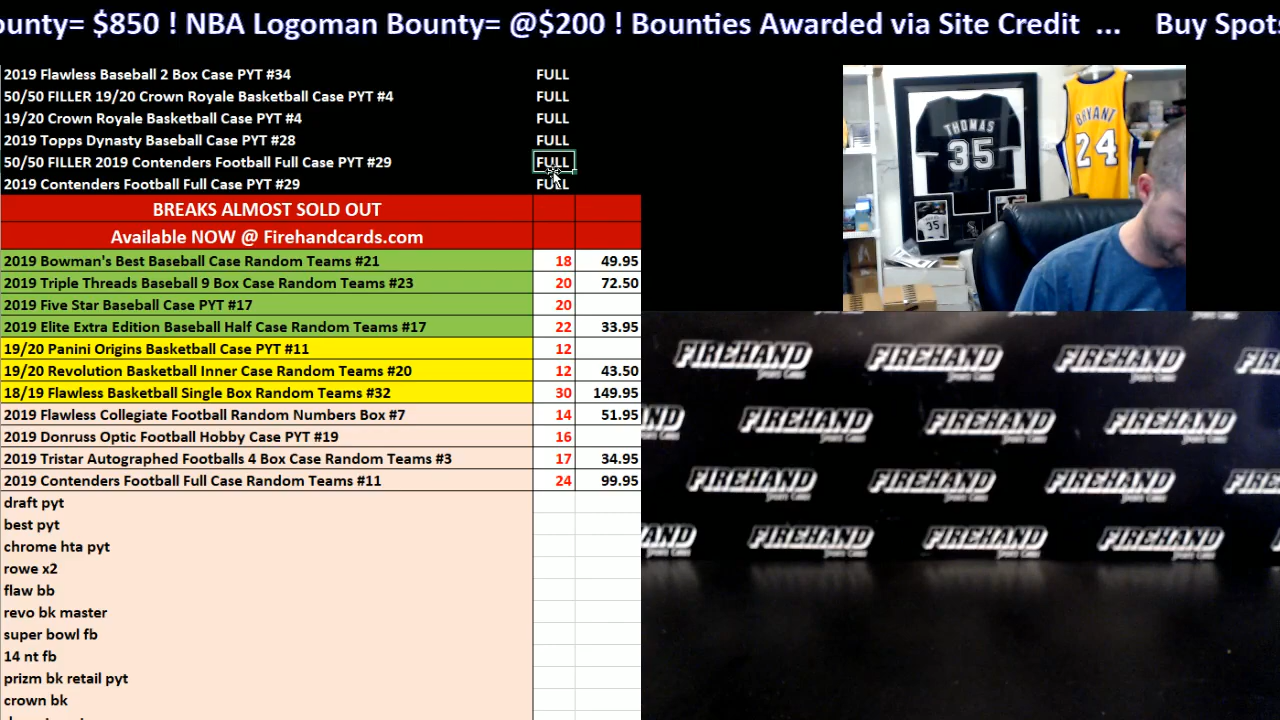 ounty= $850 ! NBA Logoman Bounty= @$200 ! Bounties Awarded via Site Credit ... Buy Spots
2019 Flawless Baseball 2 Box Case PYT #34 FULL
50/50 FILLER 19/20 Crown Royale Basketball Case PYT #4 FULL
19/20 Crown Royale Basketball Case PYT #4 FULL
2019 Topps Dynasty Baseball Case PYT #28 FULL
50/50 FILLER 2019 Contenders Football Full Case PYT #29 FULL
2019 Contenders Football Full Case PYT #29 FULL
BREAKS ALMOST SOLD OUT
Available NOW @ Firehandcards.com
2019 Bowman's Best Baseball Case Random Teams #21 18 49.95
2019 Triple Threads Baseball 9 Box Case Random Teams #23 20 72.50
2019 Five Star Baseball Case PYT #17 20
2019 Elite Extra Edition Baseball Half Case Random Teams #17 22 33.95
19/20 Panini Origins Basketball Case PYT #11 12
19/20 Revolution Basketball Inner Case Random Teams #20 12 43.50
18/19 Flawless Basketball Single Box Random Teams #32 30 149.95
2019 Flawless Collegiate Football Random Numbers Box #7 14 51.95
2019 Donruss Optic Football Hobby Case PYT #19 16
2019 Tristar Autographed Footballs 4 Box Case Random Teams #3 17 34.95
2019 Contenders Football Full Case Random Teams #11 24 99.95
draft pyt
best pyt
chrome hta pyt
rowe x2
flaw bb
revo bk master
super bowl fb
14 nt fb
prizm bk retail pyt
crown bk
THOMAS
35
35
BRYANT
24
FIREHAND FIREHAND FIREHAND
FIREHAND FIREHAND FIREHAND
FIREHAND FIREHAND FIREHAND
FIREHAND FIREHAND FIREHAND